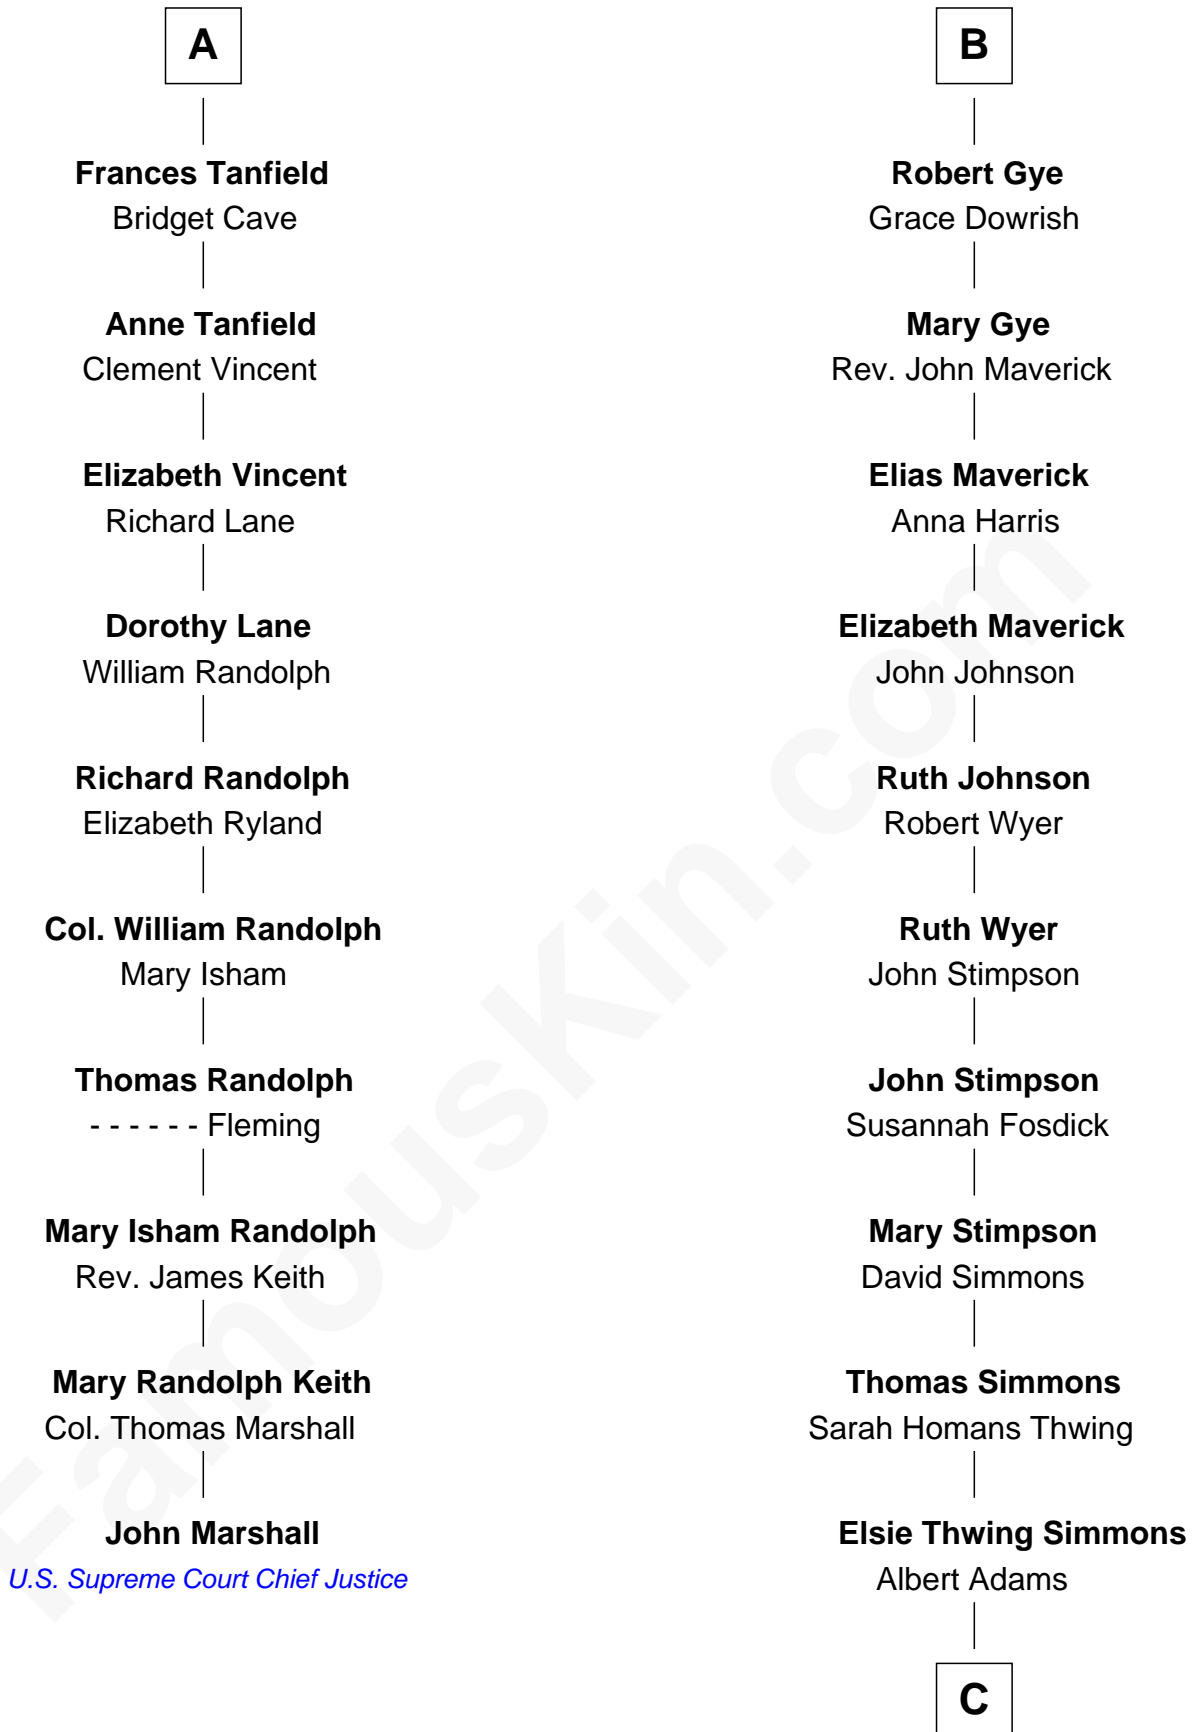 A
Frances Tanfield
Bridget Cave
Anne Tanfield
Clement Vincent
Elizabeth Vincent
Richard Lane
Dorothy Lane
William Randolph
Richard Randolph
Elizabeth Ryland
Col. William Randolph
Mary Isham
Thomas Randolph
- - - - - - Fleming
Mary Isham Randolph
Rev. James Keith
Mary Randolph Keith
Col. Thomas Marshall
John Marshall
U.S. Supreme Court Chief Justice
B
Robert Gye
Grace Dowrish
Mary Gye
Rev. John Maverick
Elias Maverick
Anna Harris
Elizabeth Maverick
John Johnson
Ruth Johnson
Robert Wyer
Ruth Wyer
John Stimpson
John Stimpson
Susannah Fosdick
Mary Stimpson
David Simmons
Thomas Simmons
Sarah Homans Thwing
Elsie Thwing Simmons
Albert Adams
C
FamousKin.com